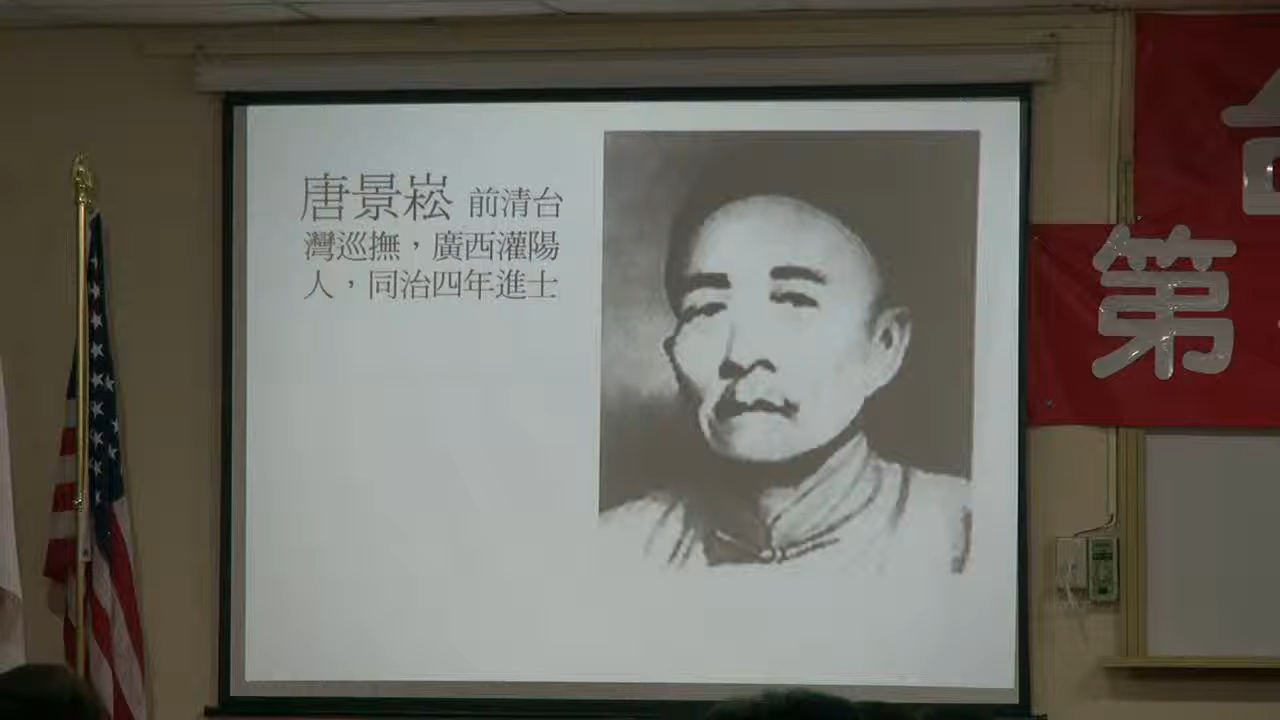 唐景崧 前清台
灣巡撫，廣西灌陽
人，同治四年進士
第